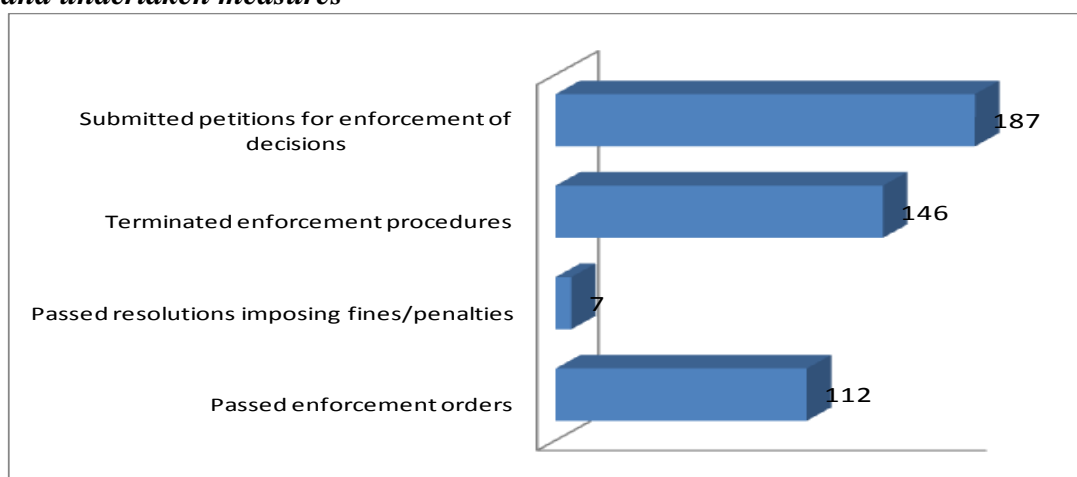 and undertaken measures
Submitted petitions for enforcement of
decisions
187
Terminated enforcement procedures
146
Passed resolutions imposing fines/penalties
7
Passed enforcement orders
112